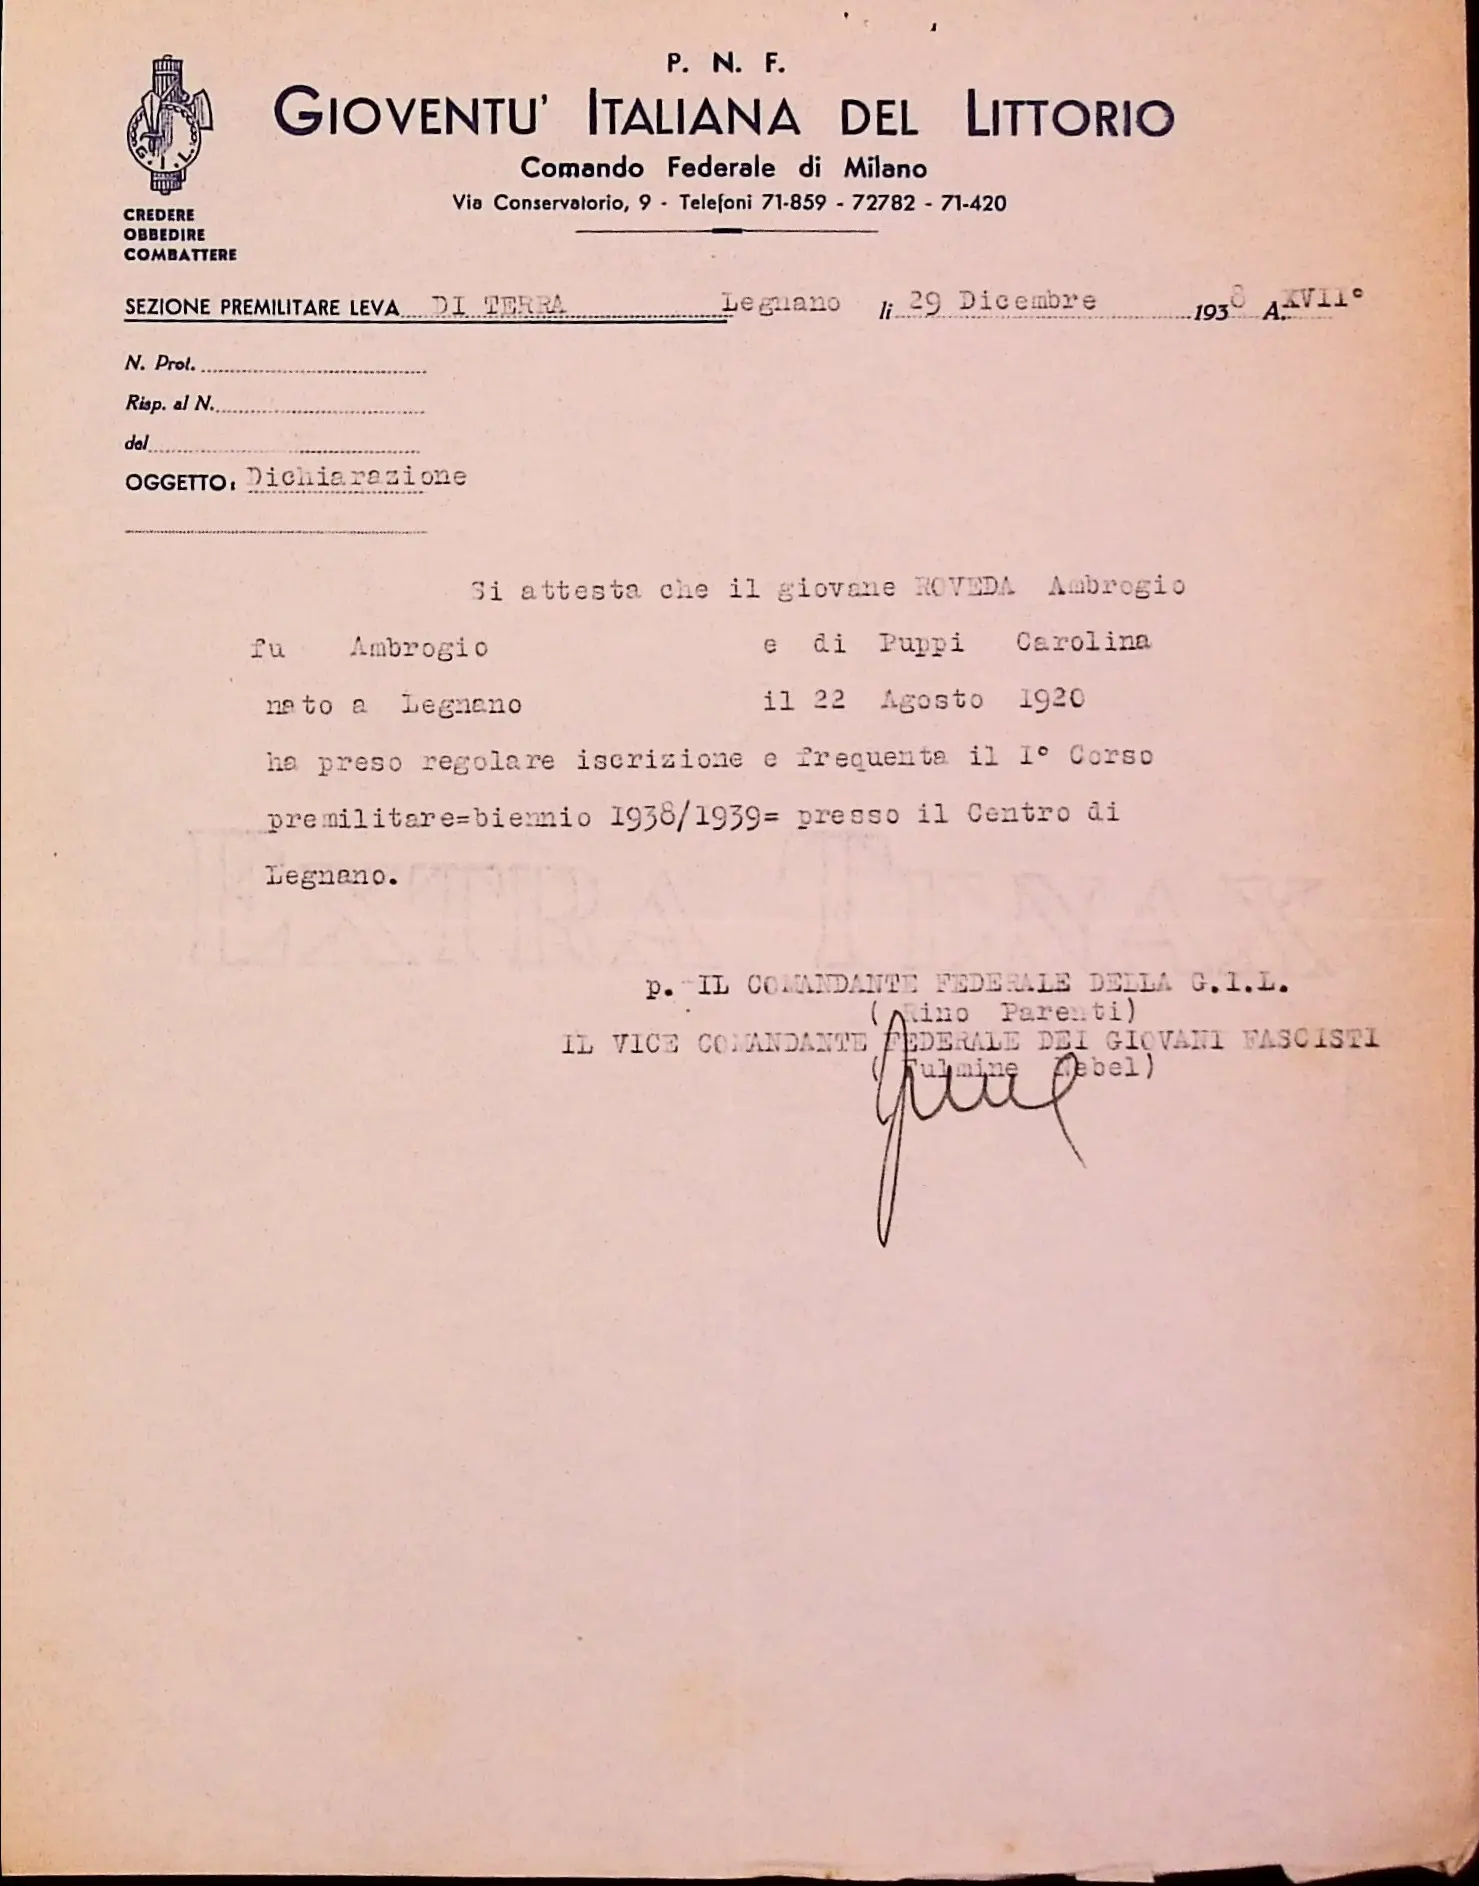 P. N. F.
GIOVENTU' ITALIANA DEL LITTORIO
Comando Federale di Milano
Via Conservatorio, 9 - Telefoni 71-859 - 72782 - 71-420
G. I. L.
CREDERE
OBBEDIRE
COMBATTERE
SEZIONE PREMILITARE LEVA DI TERRA Legnano li 29 Dicembre 1938 A. XVII°
N. Prot.
Risp. al N.
del
OGGETTO: Dichiarazione
Si attesta che il giovane ROVEDA Ambrogio
fu Ambrogio e di Puppi Carolina
nato a Legnano il 22 Agosto 1920
ha preso regolare iscrizione e frequenta il I° Corso
premilitare=biennio 1938/1939= presso il Centro di
Legnano.
p. IL COMANDANTE FEDERALE DELLA G.I.L.
(Rino Parenti)
IL VICE COMANDANTE FEDERALE DEI GIOVANI FASCISTI
(Fulmine Nebel)